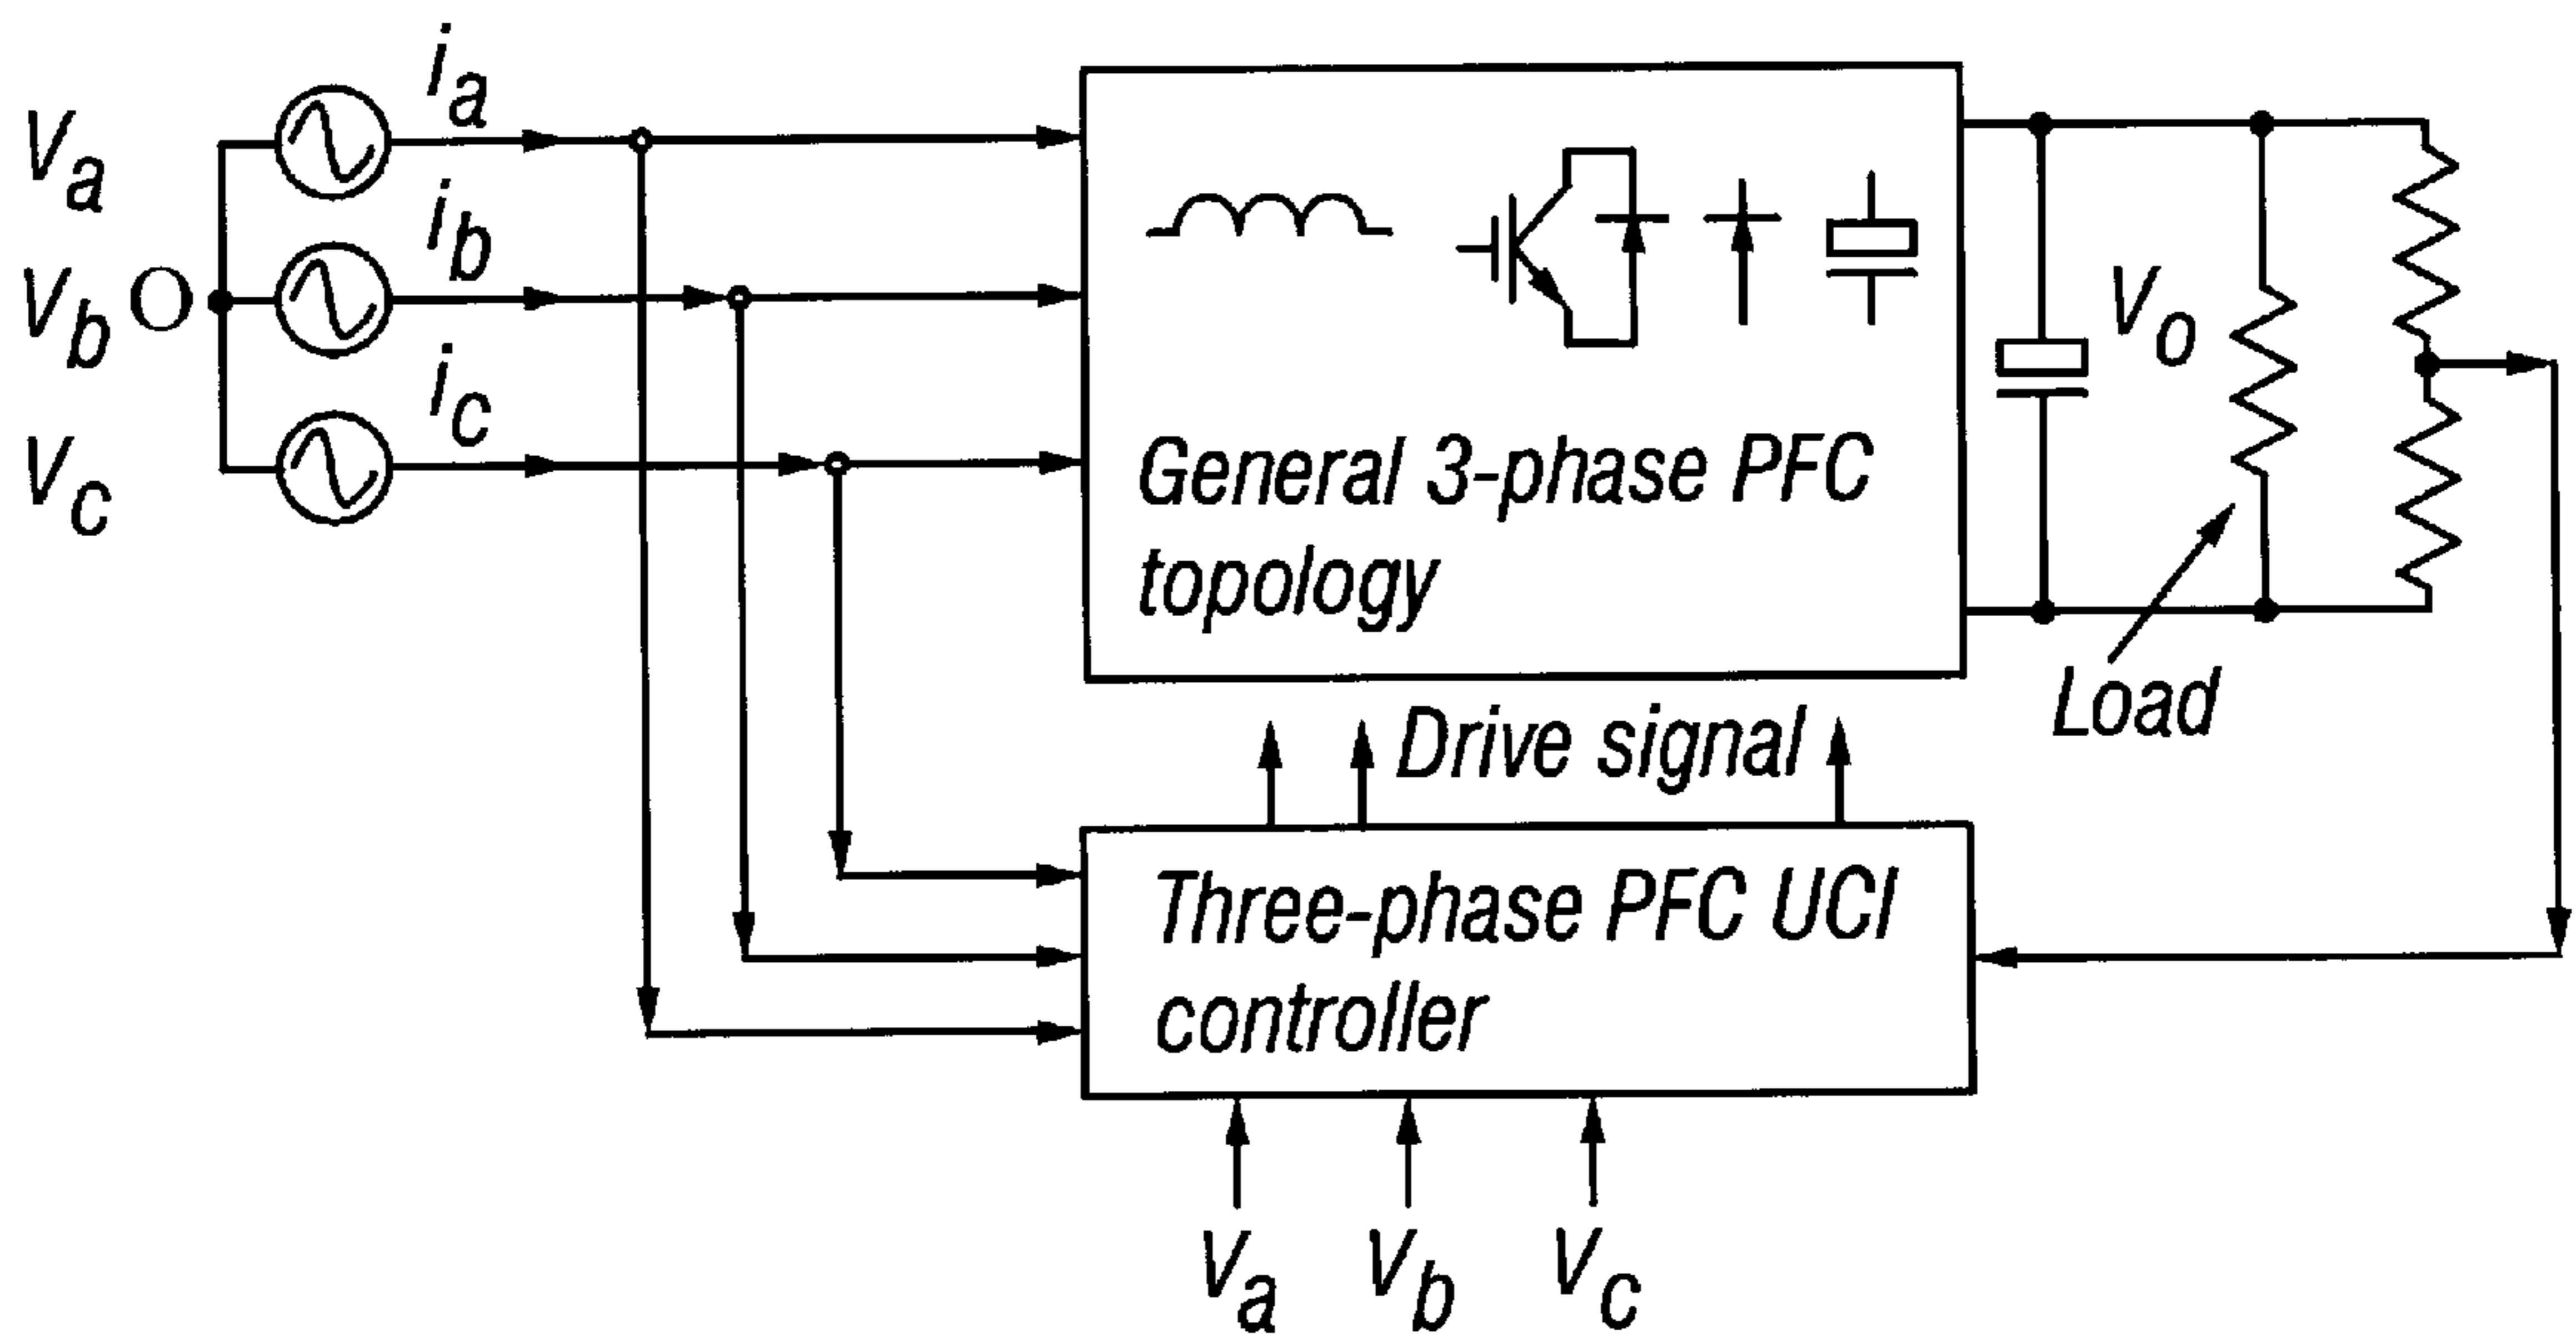 Va
ia
Vb
O
ib
Vc
ic
General 3-phase PFC
topology
Vo
Load
Drive signal
Three-phase PFC UCI
controller
Va Vb Vc